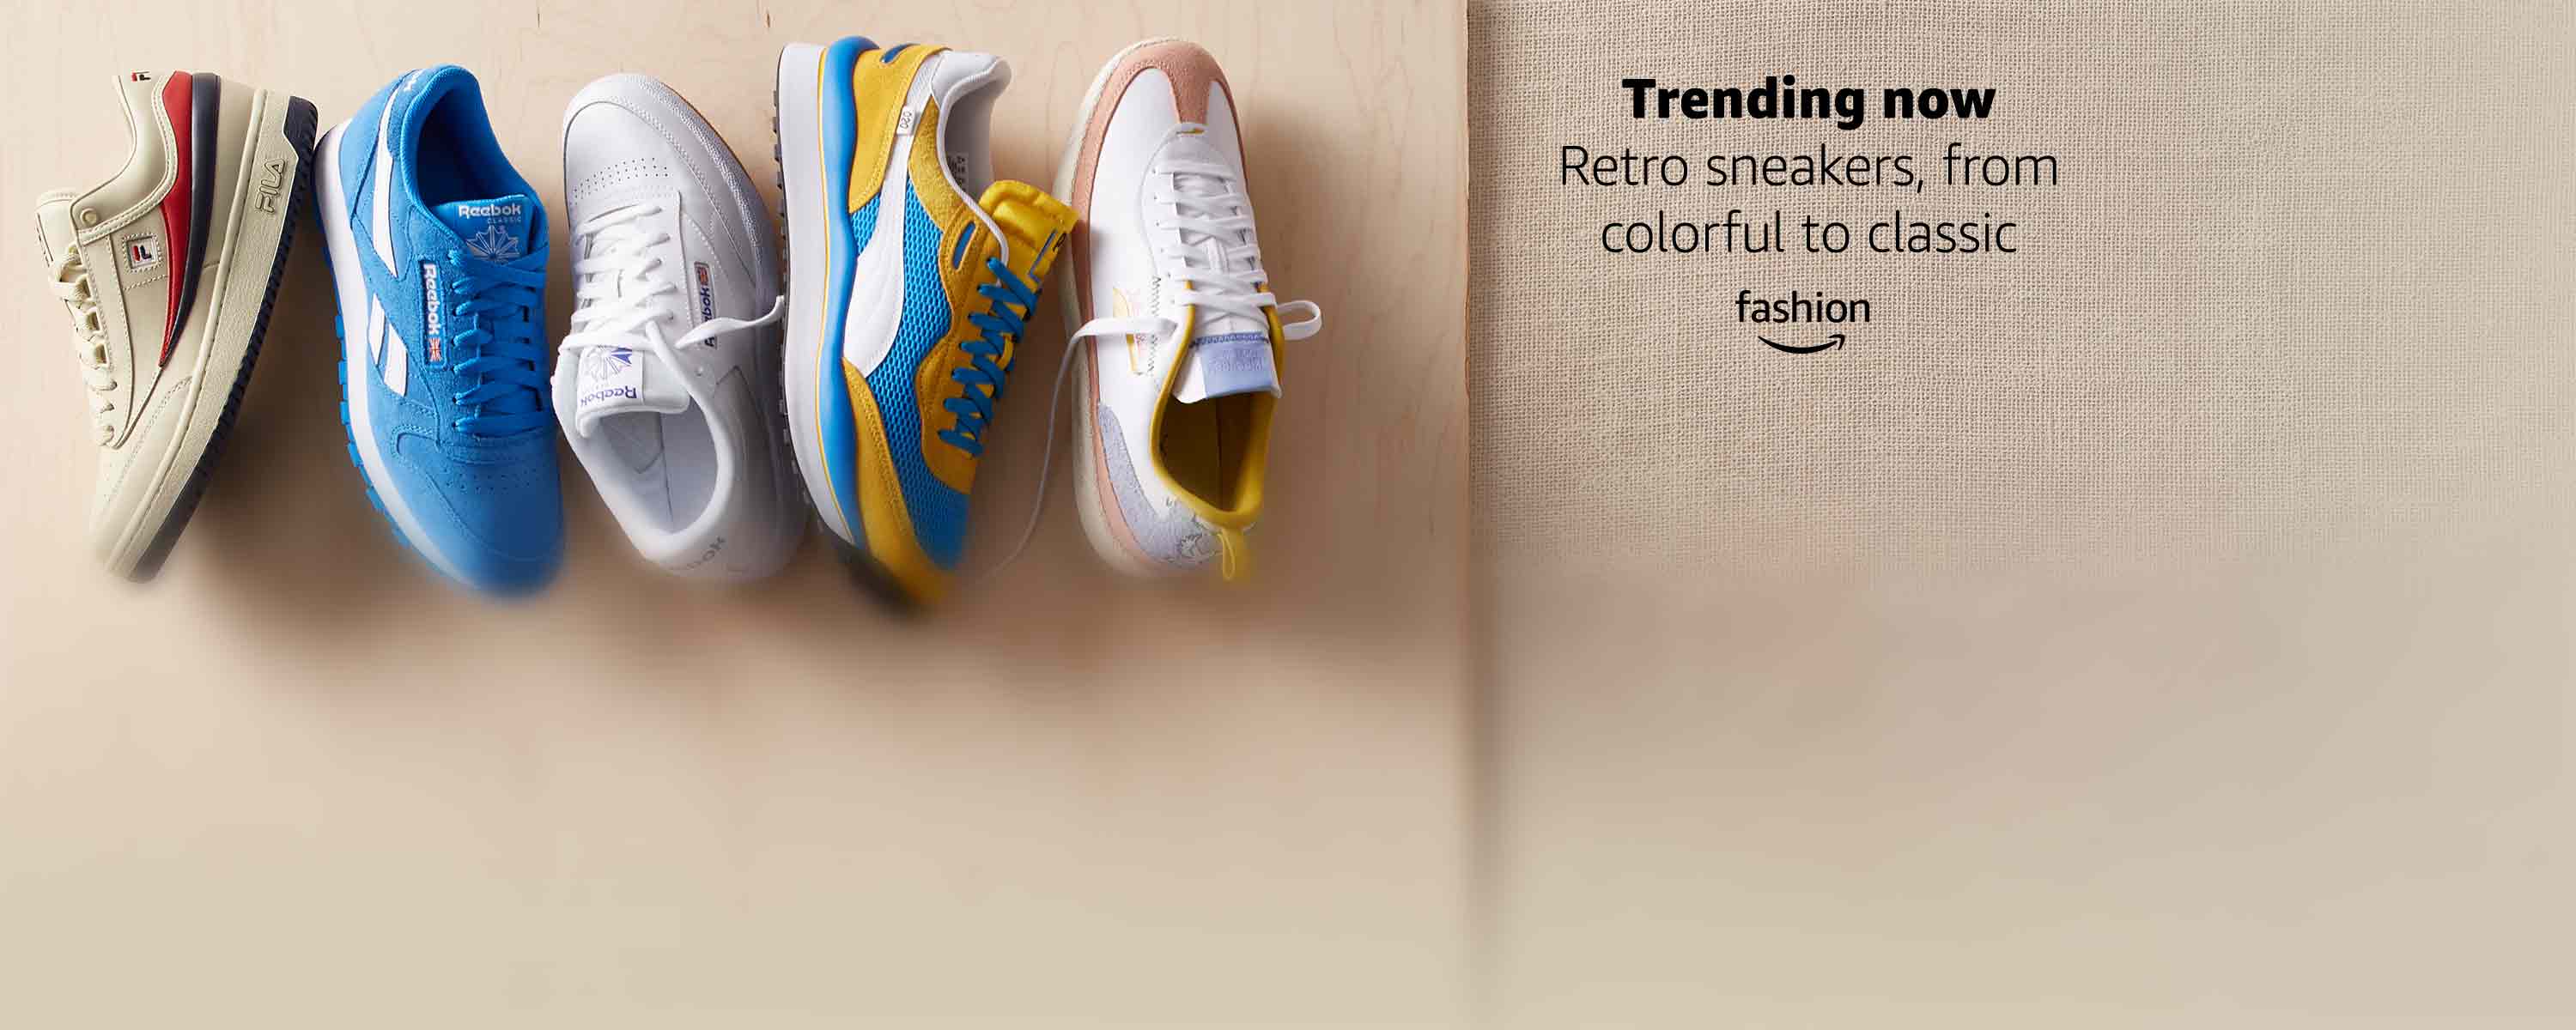 FILA
Reebok
CLASSIC
Reebok
Reebok
Reebok
Trending now
Retro sneakers, from
colorful to classic
fashion